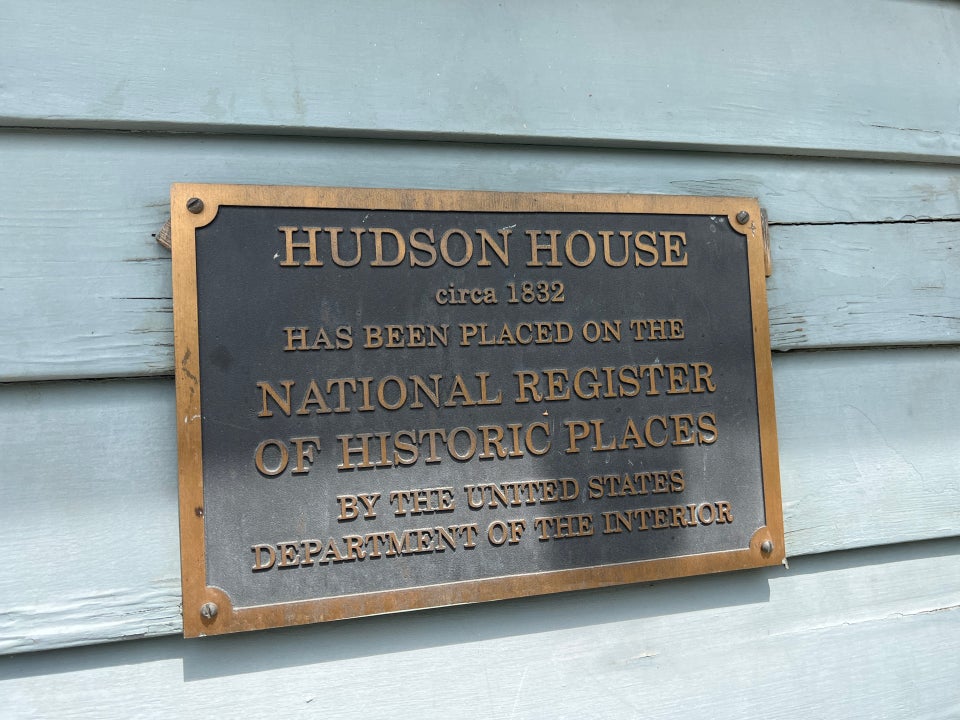 HUDSON HOUSE
circa 1832
HAS BEEN PLACED ON THE
NATIONAL REGISTER
OF HISTORIC PLACES
BY THE UNITED STATES
DEPARTMENT OF THE INTERIOR